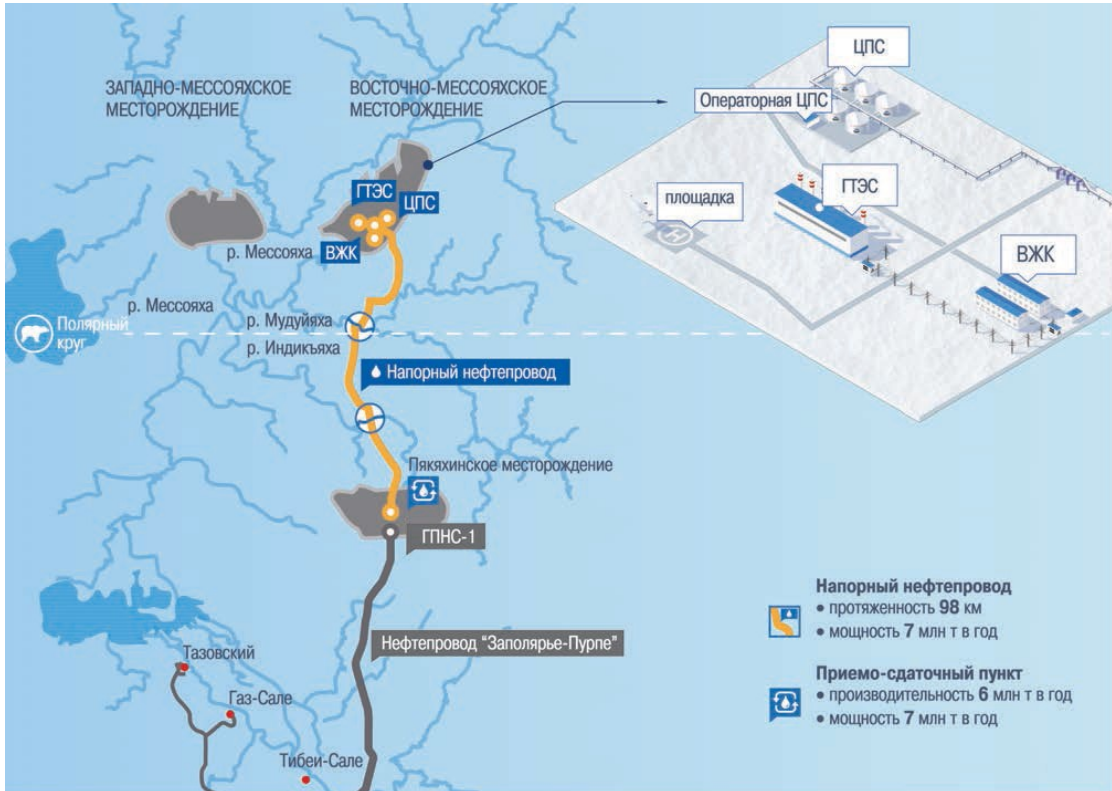 ЗАПАДНО-МЕССОЯХСКОЕ
МЕСТОРОЖДЕНИЕ
ВОСТОЧНО-МЕССОЯХСКОЕ
МЕСТОРОЖДЕНИЕ
ЦПС
Операторная ЦПС
ГТЭС
площадка
H
ВЖК
ГТЭС
ЦПС
р. Мессояха
ВЖК
р. Мессояха
р. Мудуйяха
Полярный
круг
р. Индикъяха
Напорный нефтепровод
Пякяхинское месторождение
ГПНС-1
Нефтепровод "Заполярье-Пурпе"
Тазовский
Газ-Сале
Тибеи-Сале
Напорный нефтепровод
• протяженность 98 км
• мощность 7 млн т в год
Приемо-сдаточный пункт
• производительность 6 млн т в год
• мощность 7 млн т в год